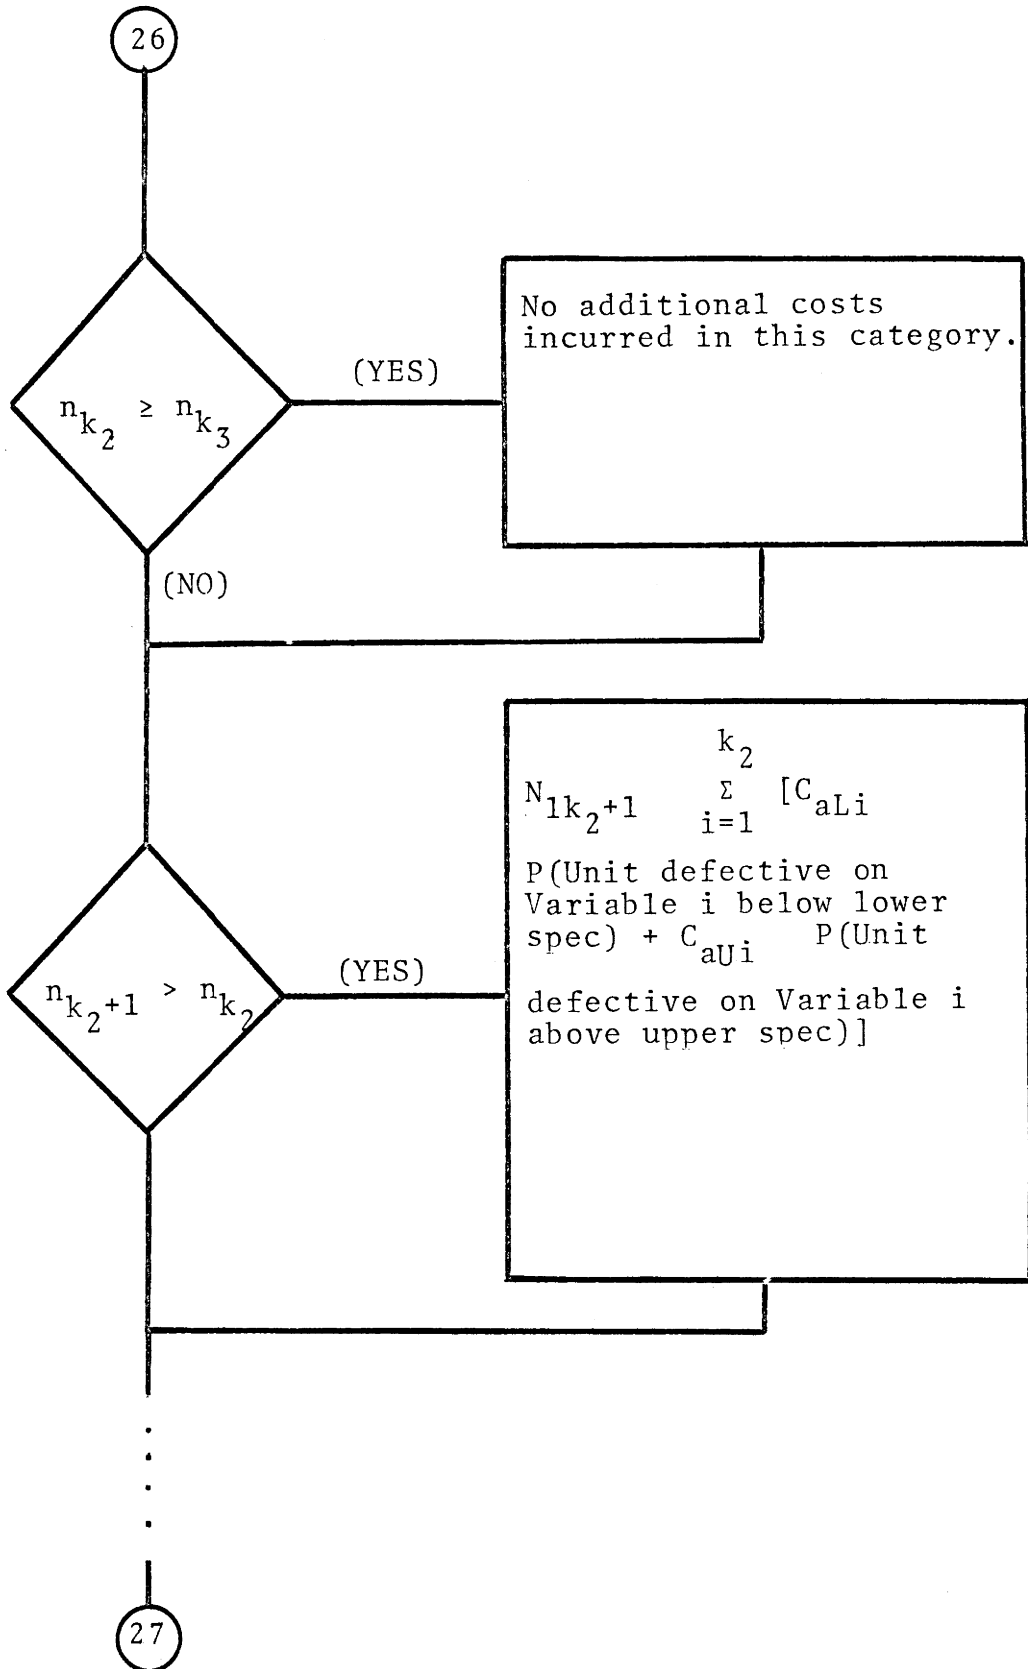 26
n_{k_2} ≥ n_{k_3}
(YES)
No additional costs
incurred in this category.
(NO)
n_{k_2+1} > n_{k_2}
(YES)
k_2
N_{1k_2+1} Σ [C_{aLi}
i=1
P(Unit defective on
Variable i below lower
spec) + C_{aUi} P(Unit
defective on Variable i
above upper spec)]
27